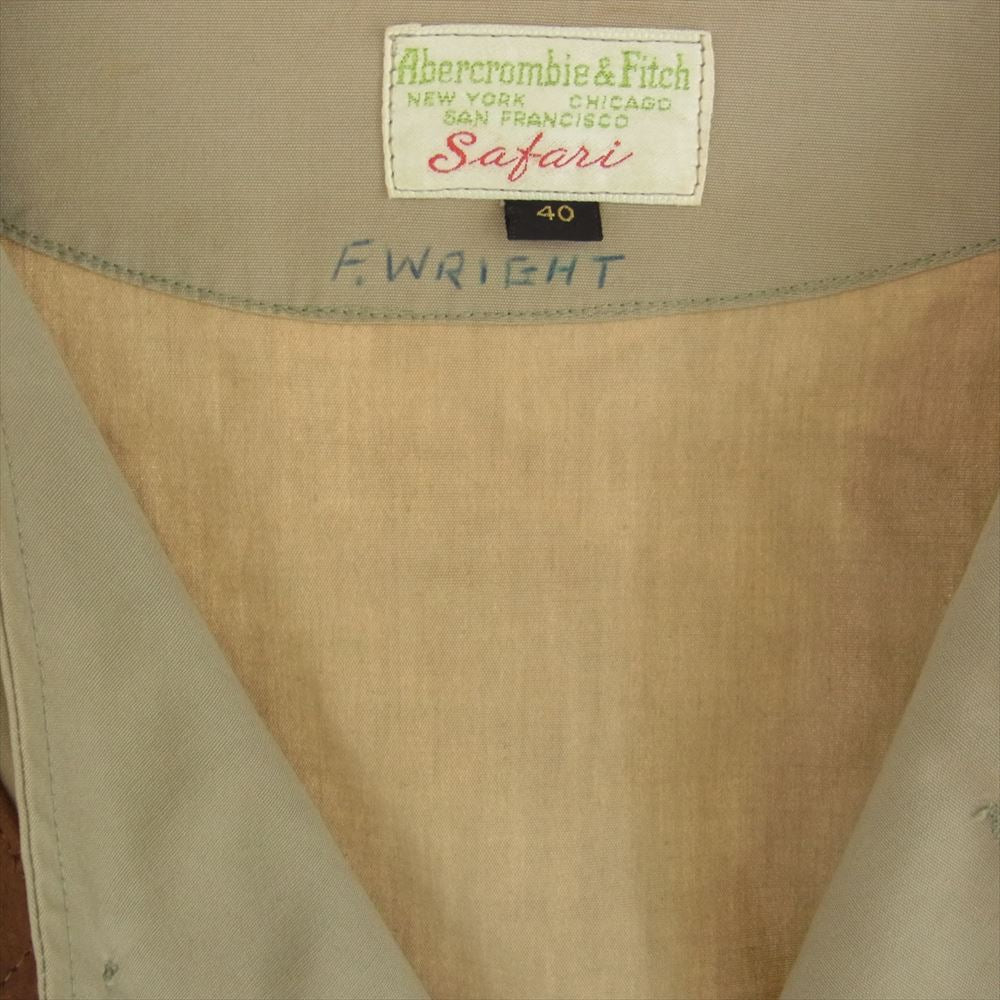 Abercrombie & Fitch
NEW YORK CHICAGO
SAN FRANCISCO
Safari
40
F. WRIGHT